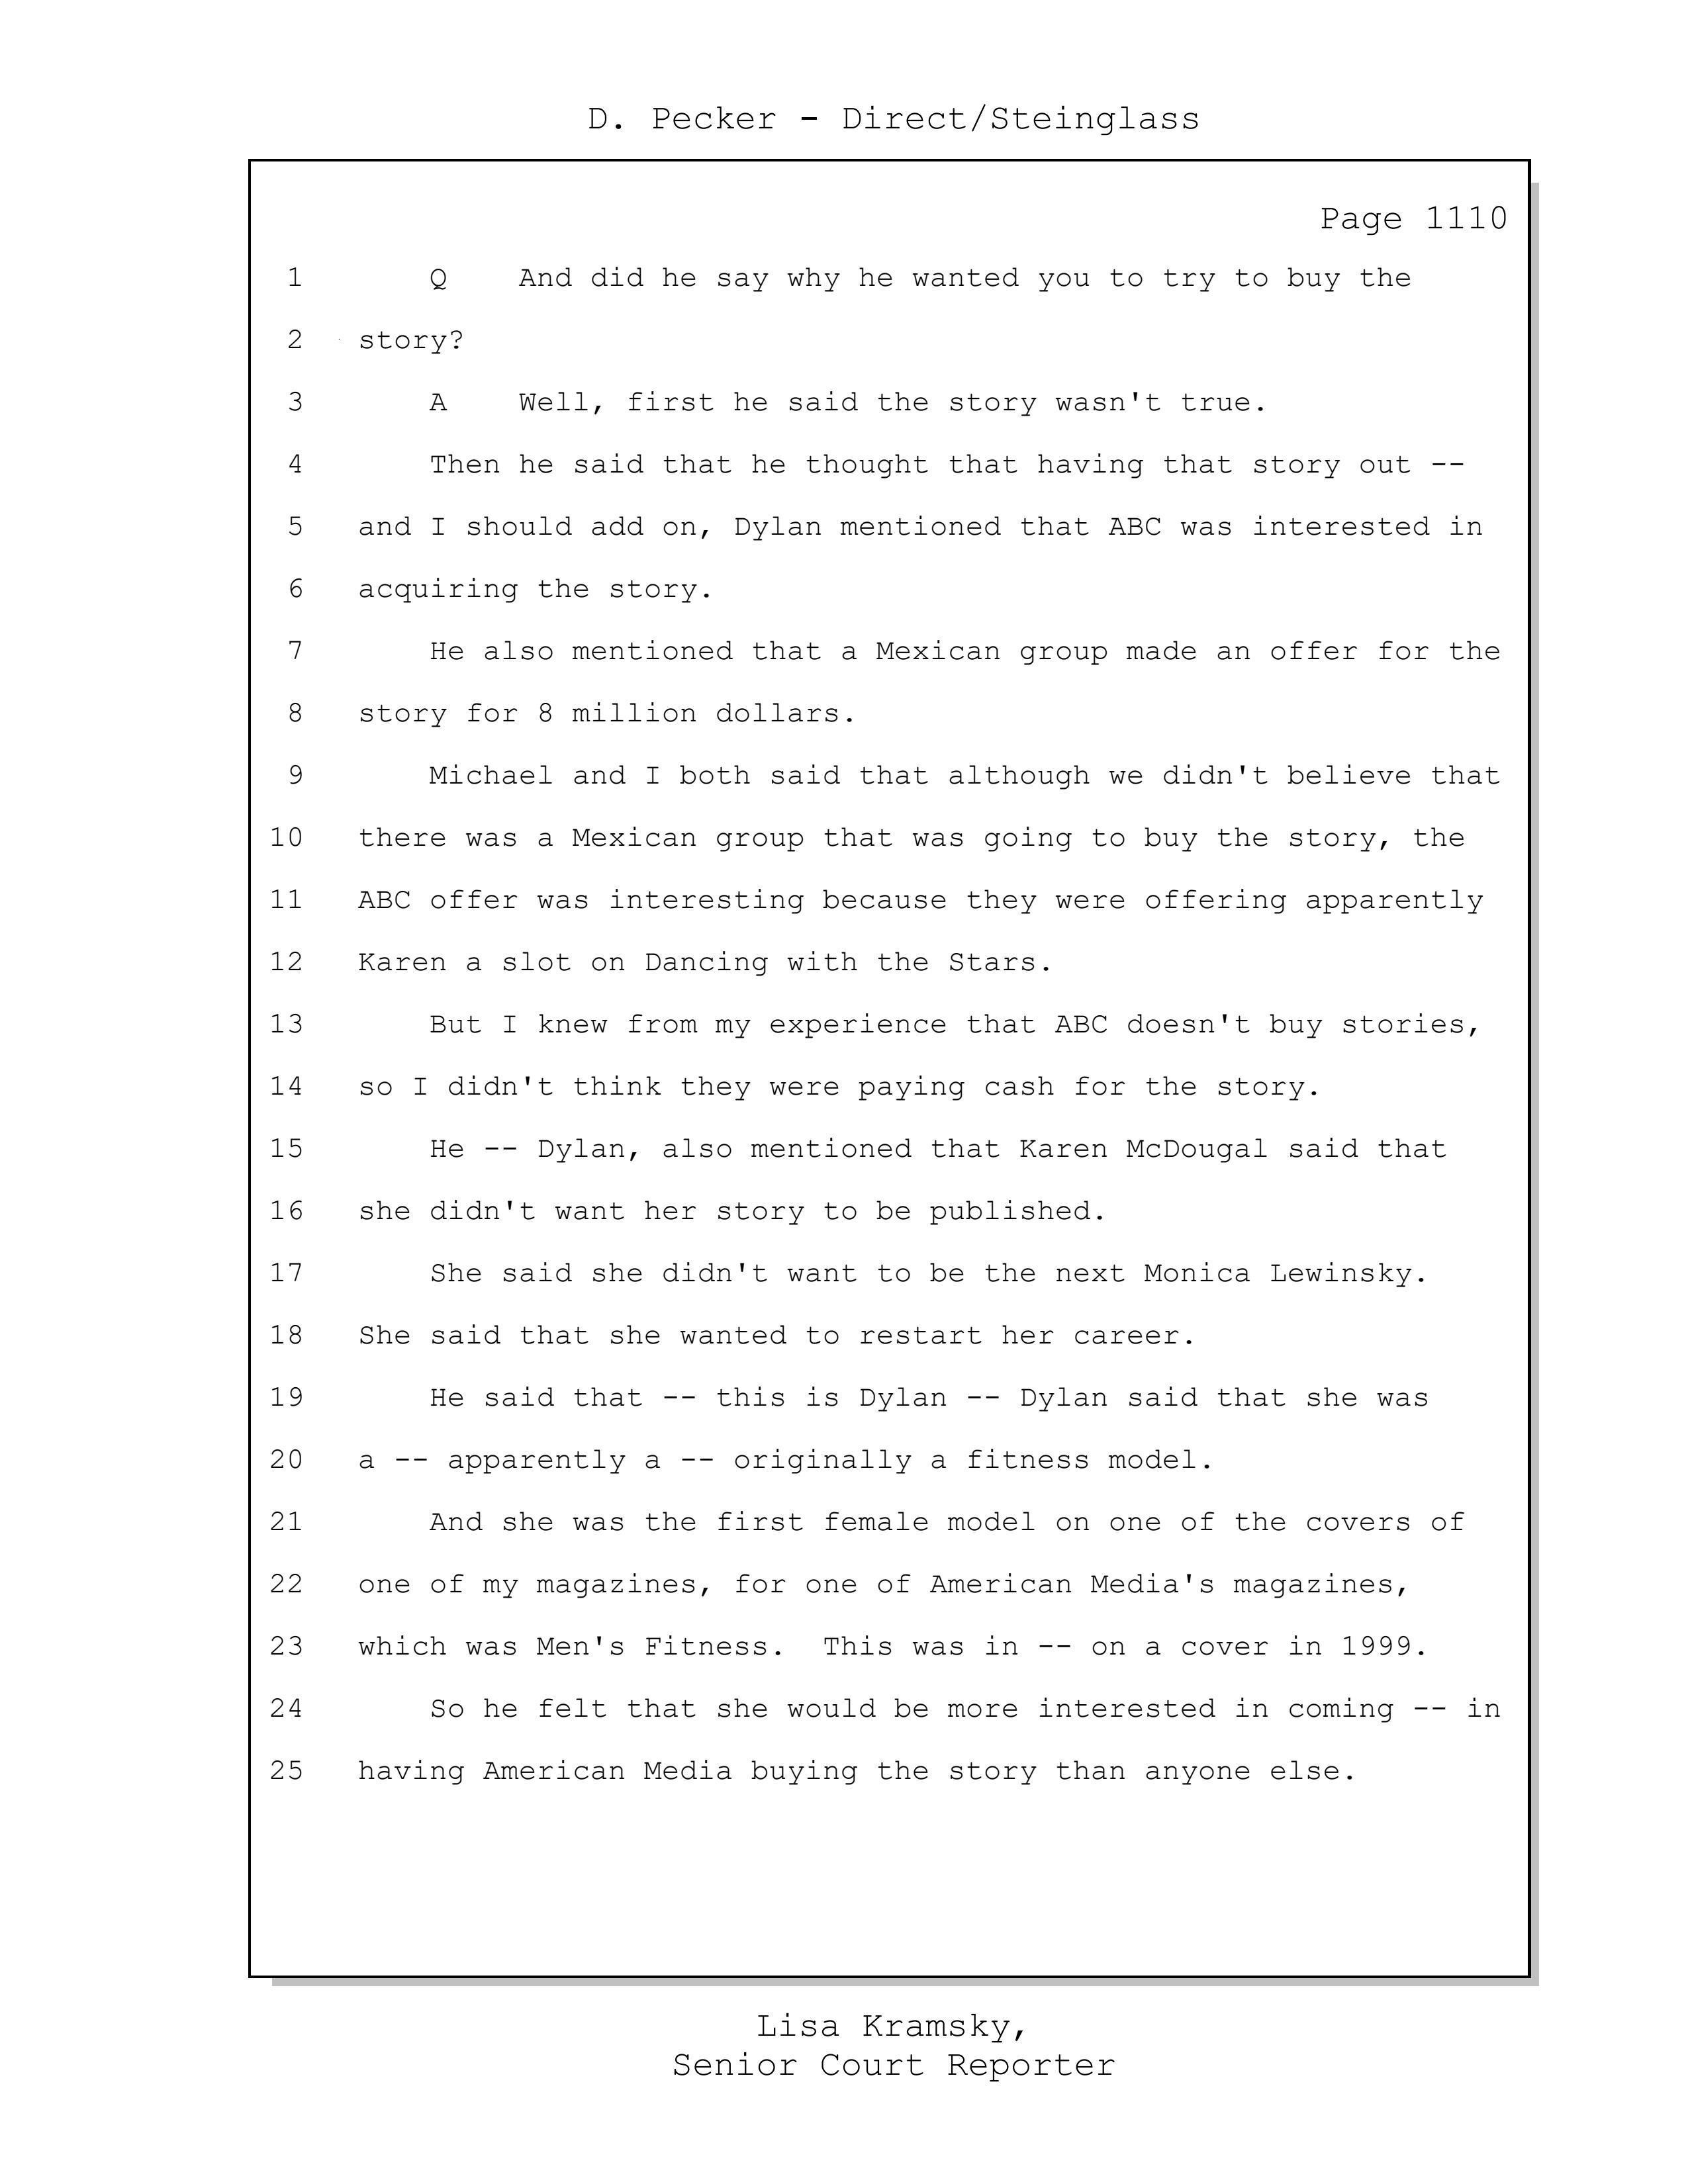 D. Pecker - Direct/Steinglass
Page 1110
1 Q And did he say why he wanted you to try to buy the
2 story?
3 A Well, first he said the story wasn't true.
4 Then he said that he thought that having that story out --
5 and I should add on, Dylan mentioned that ABC was interested in
6 acquiring the story.
7 He also mentioned that a Mexican group made an offer for the
8 story for 8 million dollars.
9 Michael and I both said that although we didn't believe that
10 there was a Mexican group that was going to buy the story, the
11 ABC offer was interesting because they were offering apparently
12 Karen a slot on Dancing with the Stars.
13 But I knew from my experience that ABC doesn't buy stories,
14 so I didn't think they were paying cash for the story.
15 He -- Dylan, also mentioned that Karen McDougal said that
16 she didn't want her story to be published.
17 She said she didn't want to be the next Monica Lewinsky.
18 She said that she wanted to restart her career.
19 He said that -- this is Dylan -- Dylan said that she was
20 a -- apparently a -- originally a fitness model.
21 And she was the first female model on one of the covers of
22 one of my magazines, for one of American Media's magazines,
23 which was Men's Fitness. This was in -- on a cover in 1999.
24 So he felt that she would be more interested in coming -- in
25 having American Media buying the story than anyone else.
Lisa Kramsky,
Senior Court Reporter